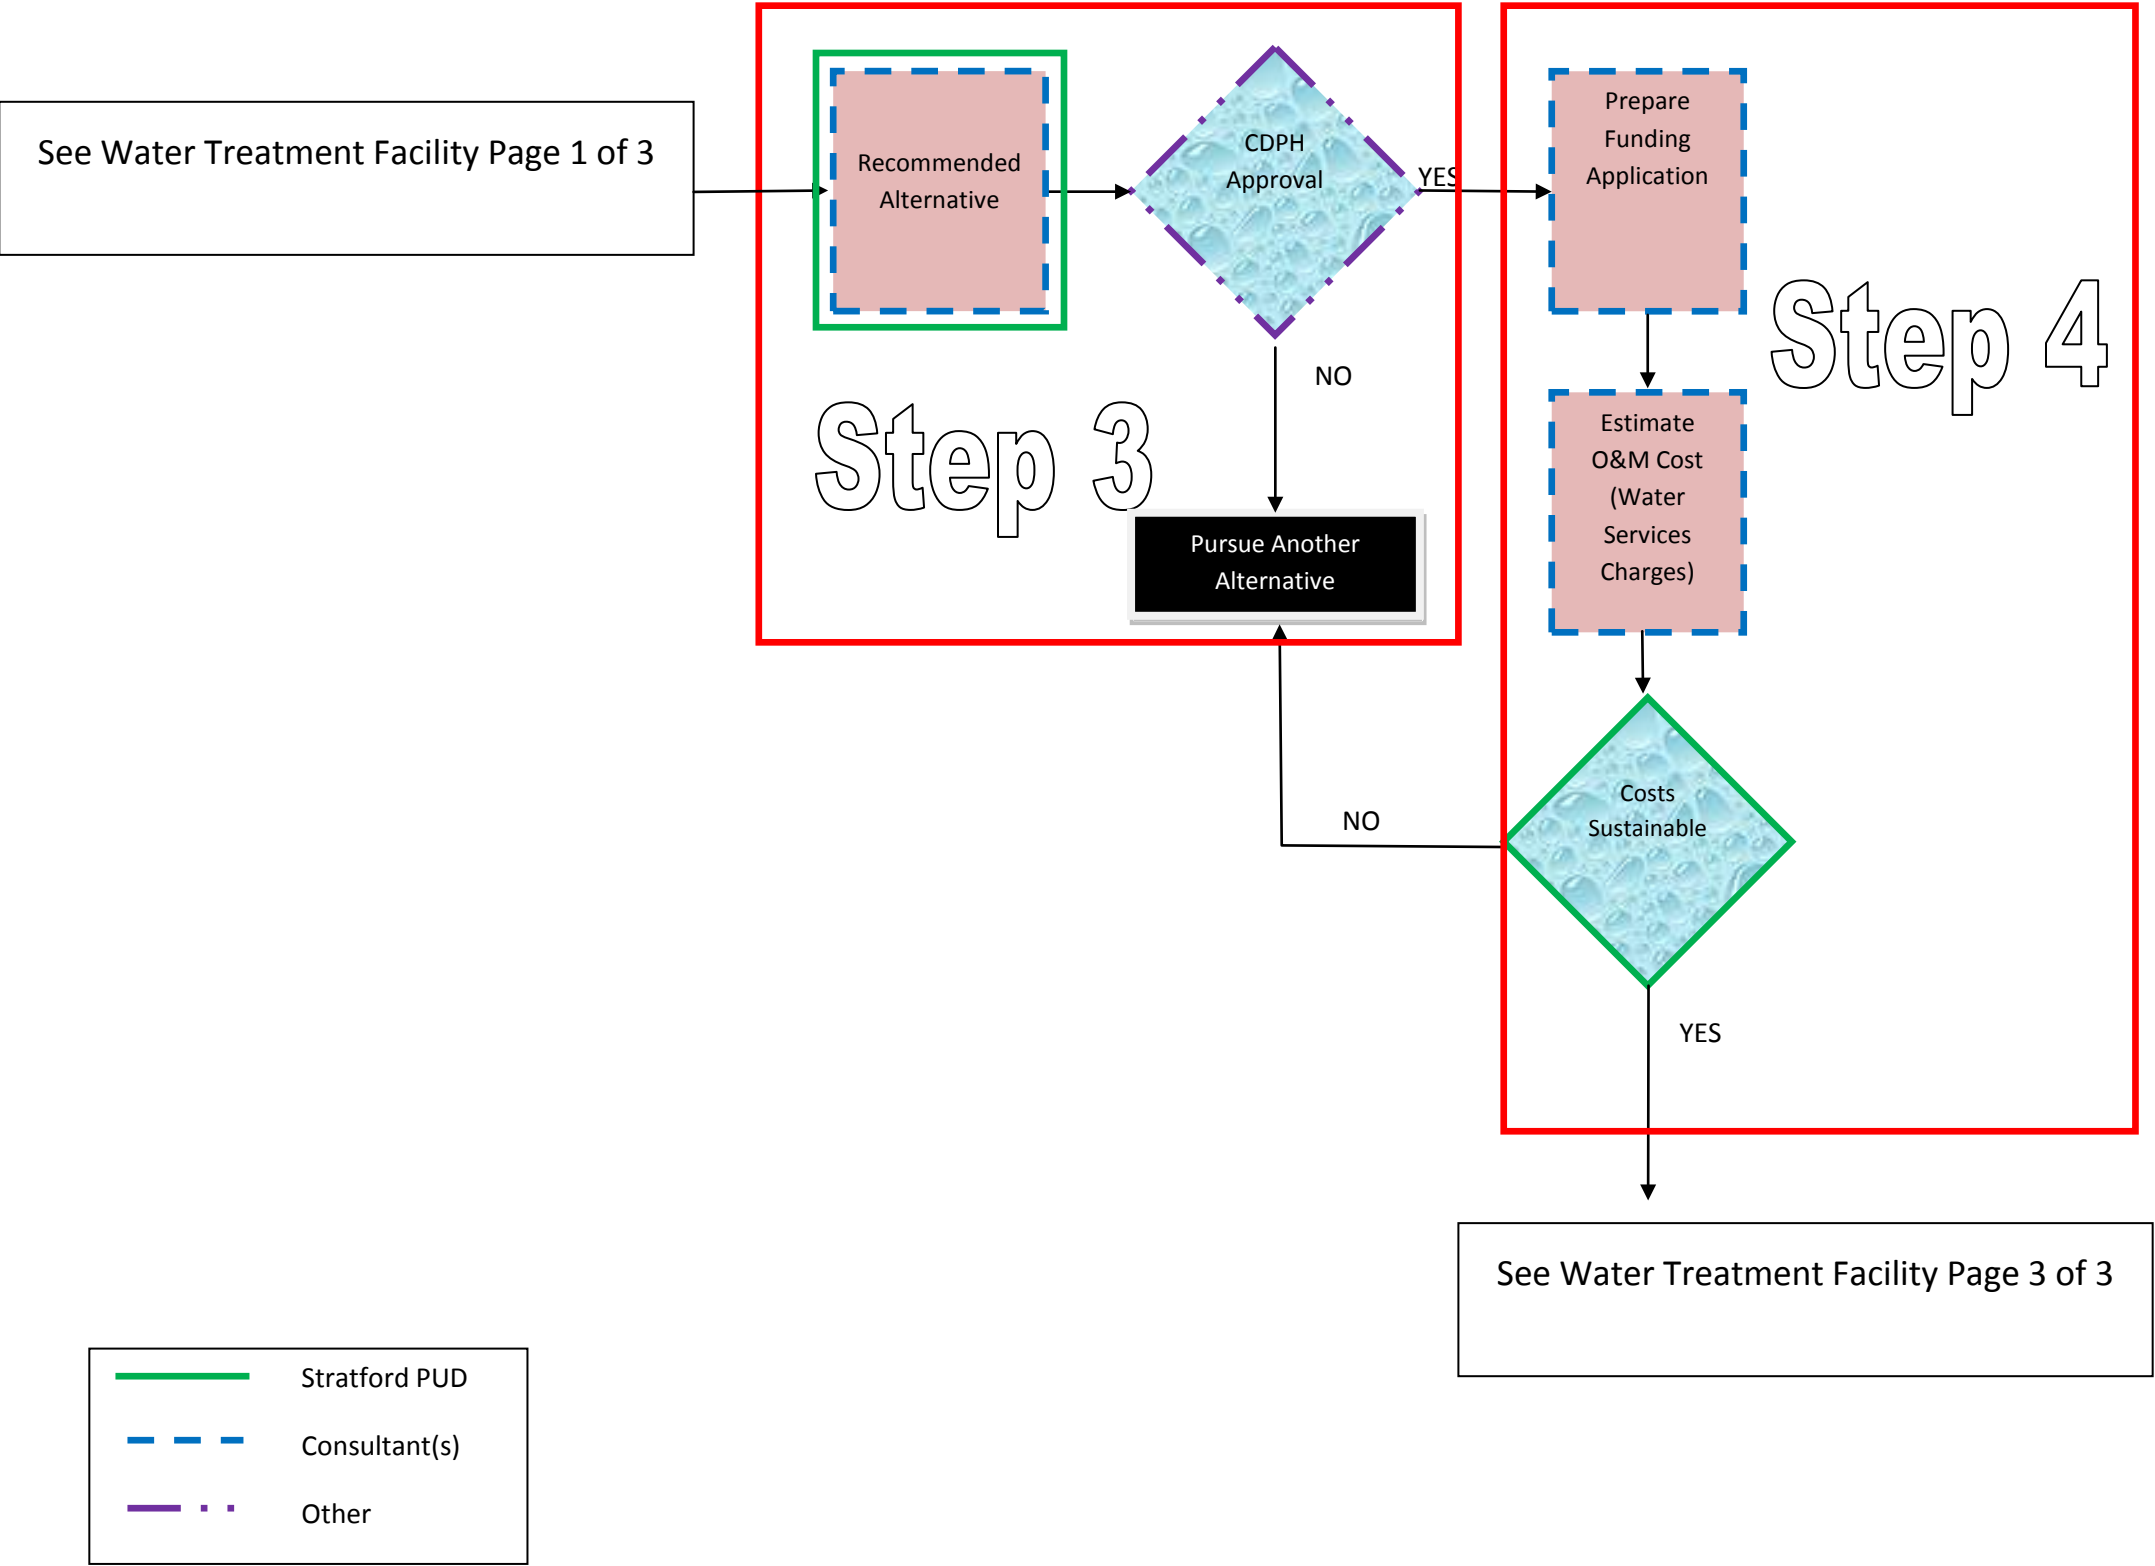 See Water Treatment Facility Page 1 of 3
Recommended
Alternative
CDPH
Approval
YES
NO
Step 3
Pursue Another
Alternative
Prepare
Funding
Application
Step 4
Estimate
O&M Cost
(Water
Services
Charges)
Costs
Sustainable
NO
YES
See Water Treatment Facility Page 3 of 3
Stratford PUD
Consultant(s)
Other